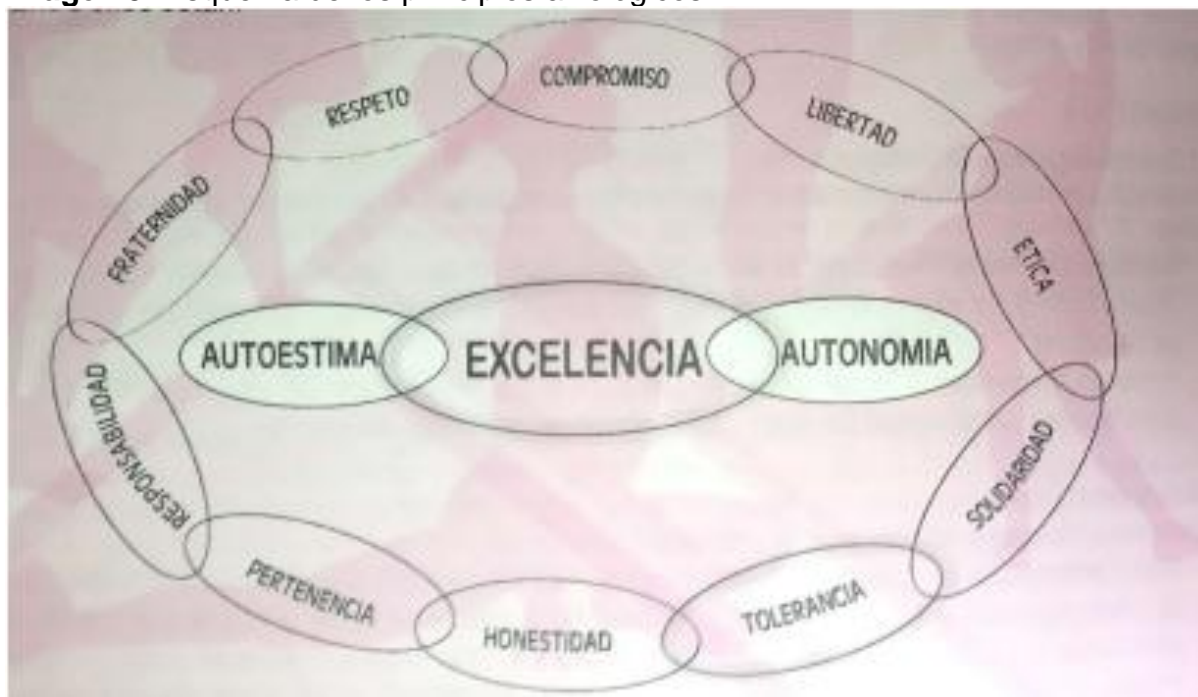 RESPETO
COMPROMISO
LIBERTAD
FRATERNIDAD
ETICA
AUTOESTIMA
EXCELENCIA
AUTONOMIA
RESPONSABILIDAD
SOLIDARIDAD
PERTENENCIA
HONESTIDAD
TOLERANCIA